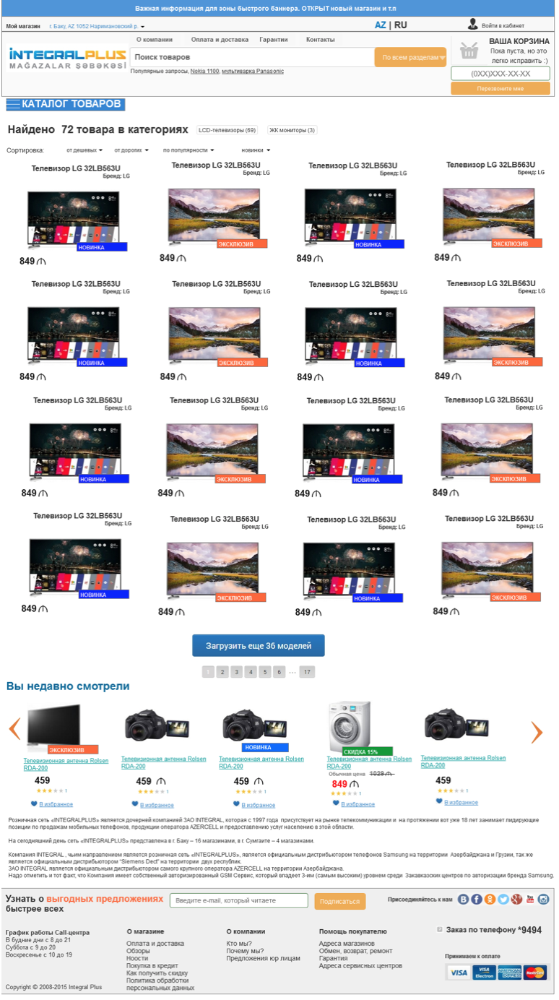 Важная информация для зоны быстрого баннера. ОТКРЫТ новый магазин и т.п
Мой магазин г. Баку, AZ 1052 Наримановский р. AZ | RU Войти в кабинет
О компании Оплата и доставка Гарантии Контакты
INTEGRALPLUS
MAĞAZALAR ŞƏBƏKƏSİ
Поиск товаров По всем разделам
Популярные запросы, Nokia 1100, мультиварка Panasonic
ВАША КОРЗИНА
Пока пуста, но это
легко исправить :)
(0XX)XXX-XX-XX
Перезвоните мне
КАТАЛОГ ТОВАРОВ
Найдено 72 товара в категориях LCD-телевизоры (69) ЖК мониторы (3)
Сортировка: от дешевых от дорогих по популярности новинки
Телевизор LG 32LB563U Телевизор LG 32LB563U Телевизор LG 32LB563U Телевизор LG 32LB563U
Бренд: LG Бренд: LG Бренд: LG Бренд: LG
НОВИНКА ЭКСКЛЮЗИВ НОВИНКА ЭКСКЛЮЗИВ
849 ₼ 849 ₼ 849 ₼ 849 ₼
Телевизор LG 32LB563U Телевизор LG 32LB563U Телевизор LG 32LB563U Телевизор LG 32LB563U
Бренд: LG Бренд: LG Бренд: LG Бренд: LG
НОВИНКА ЭКСКЛЮЗИВ НОВИНКА ЭКСКЛЮЗИВ
849 ₼ 849 ₼ 849 ₼ 849 ₼
Телевизор LG 32LB563U Телевизор LG 32LB563U Телевизор LG 32LB563U Телевизор LG 32LB563U
Бренд: LG Бренд: LG Бренд: LG Бренд: LG
НОВИНКА ЭКСКЛЮЗИВ НОВИНКА ЭКСКЛЮЗИВ
849 ₼ 849 ₼ 849 ₼ 849 ₼
Телевизор LG 32LB563U Телевизор LG 32LB563U Телевизор LG 32LB563U Телевизор LG 32LB563U
Бренд: LG Бренд: LG Бренд: LG Бренд: LG
НОВИНКА ЭКСКЛЮЗИВ НОВИНКА ЭКСКЛЮЗИВ
849 ₼ 849 ₼ 849 ₼ 849 ₼
Загрузить еще 36 моделей
1 2 3 4 5 6 ... 17
Вы недавно смотрели
ЭКСКЛЮЗИВ НОВИНКА СКИДКА 15%
Телевизионная антенна Rolsen Телевизионная антенна Rolsen Телевизионная антенна Rolsen Телевизионная антенна Rolsen Телевизионная антенна Rolsen
RDA-200 RDA-200 RDA-200 RDA-200 RDA-200
Обычная цена 1029 ₼
459 459 ₼ 459 ₼ 849 ₼ 459
1 1 1 1 1
В избранное В избранное В избранное В избранное В избранное
Розничная сеть «INTEGRALPLUS» является дочерней компанией ЗАО INTEGRAL, которая с 1997 года присутствует на рынке телекоммуникации и на протяжении вот уже 18 лет занимает лидирующие
позиции по продажам мобильных телефонов, продукции оператора AZERCELL и предоставлению услуг населению в этой области.
На сегодняшний день сеть «INTEGRALPLUS» представлена в г. Баку – 16 магазинами, в г. Сумгаите – 4 магазинами.
Компания INTEGRAL , чьим направлением является розничная сеть «INTEGRALPLUS», является официальным дистрибьютором телефонов Samsung на территории Азербайджана и Грузии, так же
является официальным дистрибьютором “Siemens Dect” на территории двух республик.
ЗАО INTEGRAL является официальным дистрибьютором самого крупного оператора AZERCELL на территории Азербайджана.
Надо отметить и тот факт, что Компания имеет собственный авторизированный GSM Сервис, который владеет 3-им (самым высоким) уровнем среди Закавказских центров по авторизации бренда Samsung.
Узнать о выгодных предложениях
быстрее всех
Введите e-mail, который читаете Подписаться Присоединяйтесь к нам
График работы Call-центра
В будние дни с 8 до 21
Суббота с 9 до 20
Воскресенье с 10 до 19
Copyright © 2008-2015 Integral Plus
О магазине
Оплата и доставка
Обзоры
Ноости
Покупка в кредит
Как получить скидку
Политика обработки
персональных данных
О компании
Кто мы?
Почему мы?
Предложения юр лицам
Помощь покупателю
Адреса магазинов
Обмен, возврат, ремонт
Гарантия
Адреса сервисных центров
Заказ по телефону *9494
Принимаем к оплате
VISA VISA Electron AMERICAN EXPRESS MasterCard